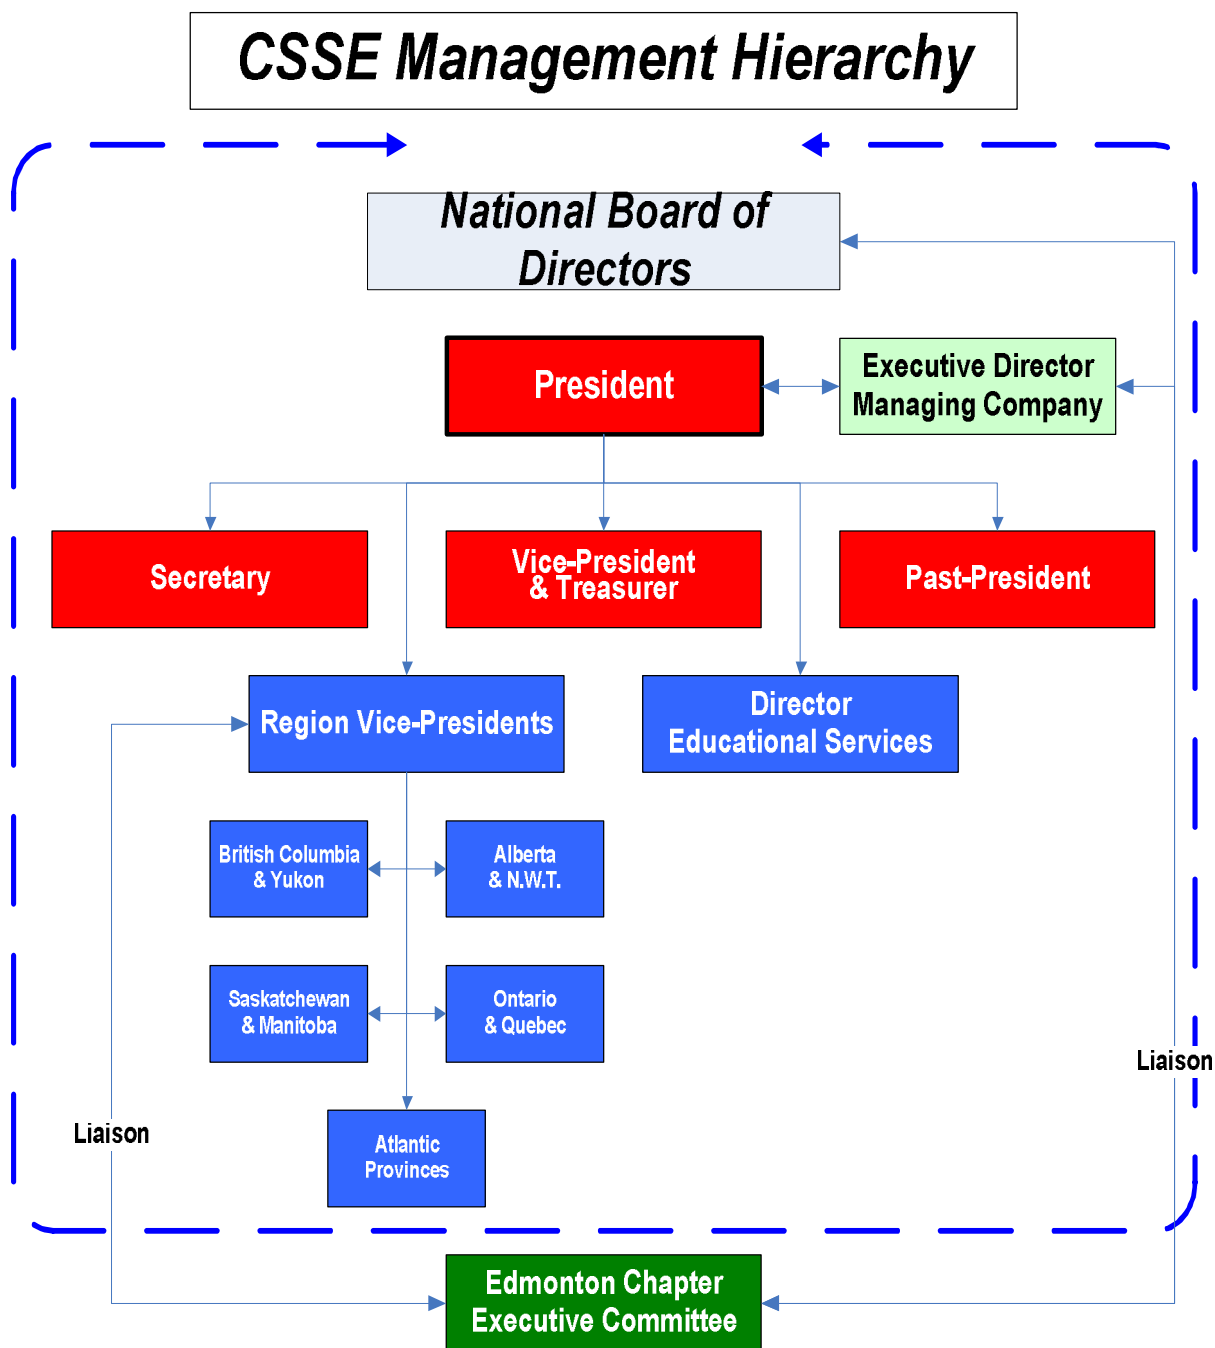 CSSE Management Hierarchy
National Board of
Directors
President
Executive Director
Managing Company
Secretary
Vice-President
& Treasurer
Past-President
Region Vice-Presidents
Director
Educational Services
British Columbia
& Yukon
Alberta
& N.W.T.
Saskatchewan
& Manitoba
Ontario
& Quebec
Liaison
Liaison
Atlantic
Provinces
Edmonton Chapter
Executive Committee